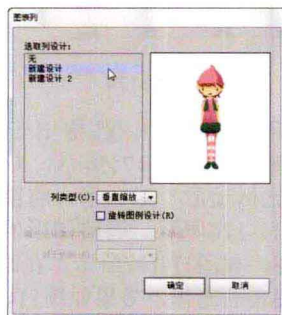 图表列
选取列设计:
无
新建设计
新建设计 2
列类型(C): 垂直缩放
旋转图例设计(R)
确定
取消